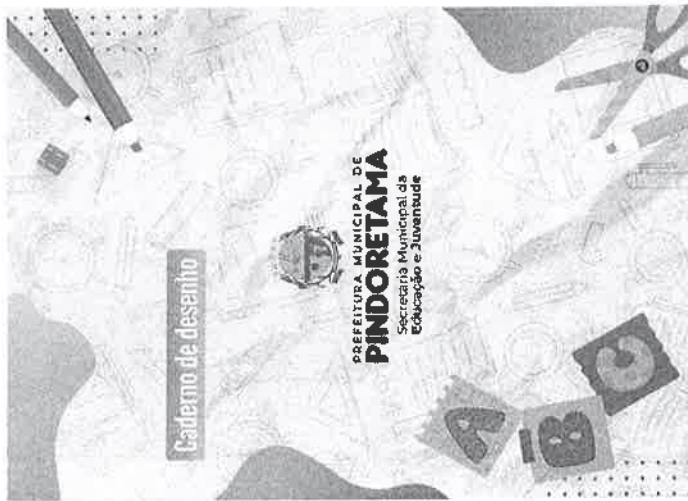 Caderno de desenho
PREFEITURA MUNICIPAL DE
PINDORETAMA
Secretaria Municipal da
Educação e Juventude
A
B
C